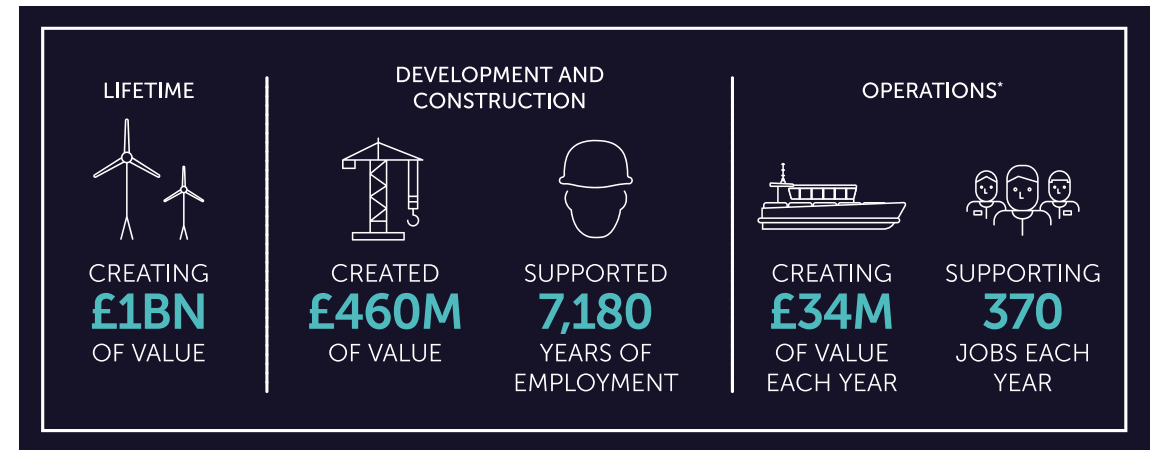 LIFETIME
CREATING
£1BN
OF VALUE
DEVELOPMENT AND
CONSTRUCTION
CREATED
£460M
OF VALUE
SUPPORTED
7,180
YEARS OF
EMPLOYMENT
OPERATIONS*
CREATING
£34M
OF VALUE
EACH YEAR
SUPPORTING
370
JOBS EACH
YEAR